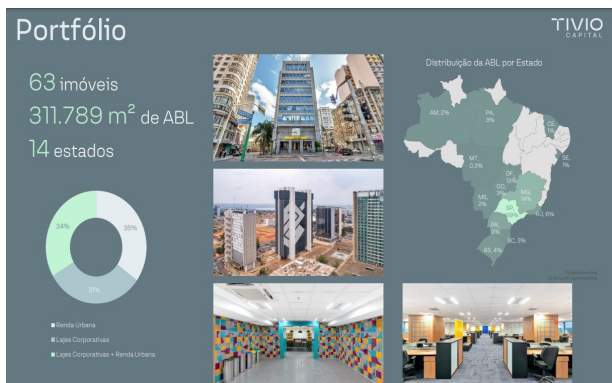 Portfólio
TIVIO
CAPITAL
63 imóveis
311.789 m² de ABL
14 estados
34%
35%
31%
Renda Urbana
Lajes Corporativas
Lajes Corporativas + Renda Urbana
Distribuição da ABL por Estado
AM, 2%
PA,
3%
CE,
1%
SE,
1%
MT,
0,3%
DF,
13%
GO,
MG,
14%
MS,
2%
SP,
39%
RJ, 6%
PR,
SC, 3%
RS, 4%